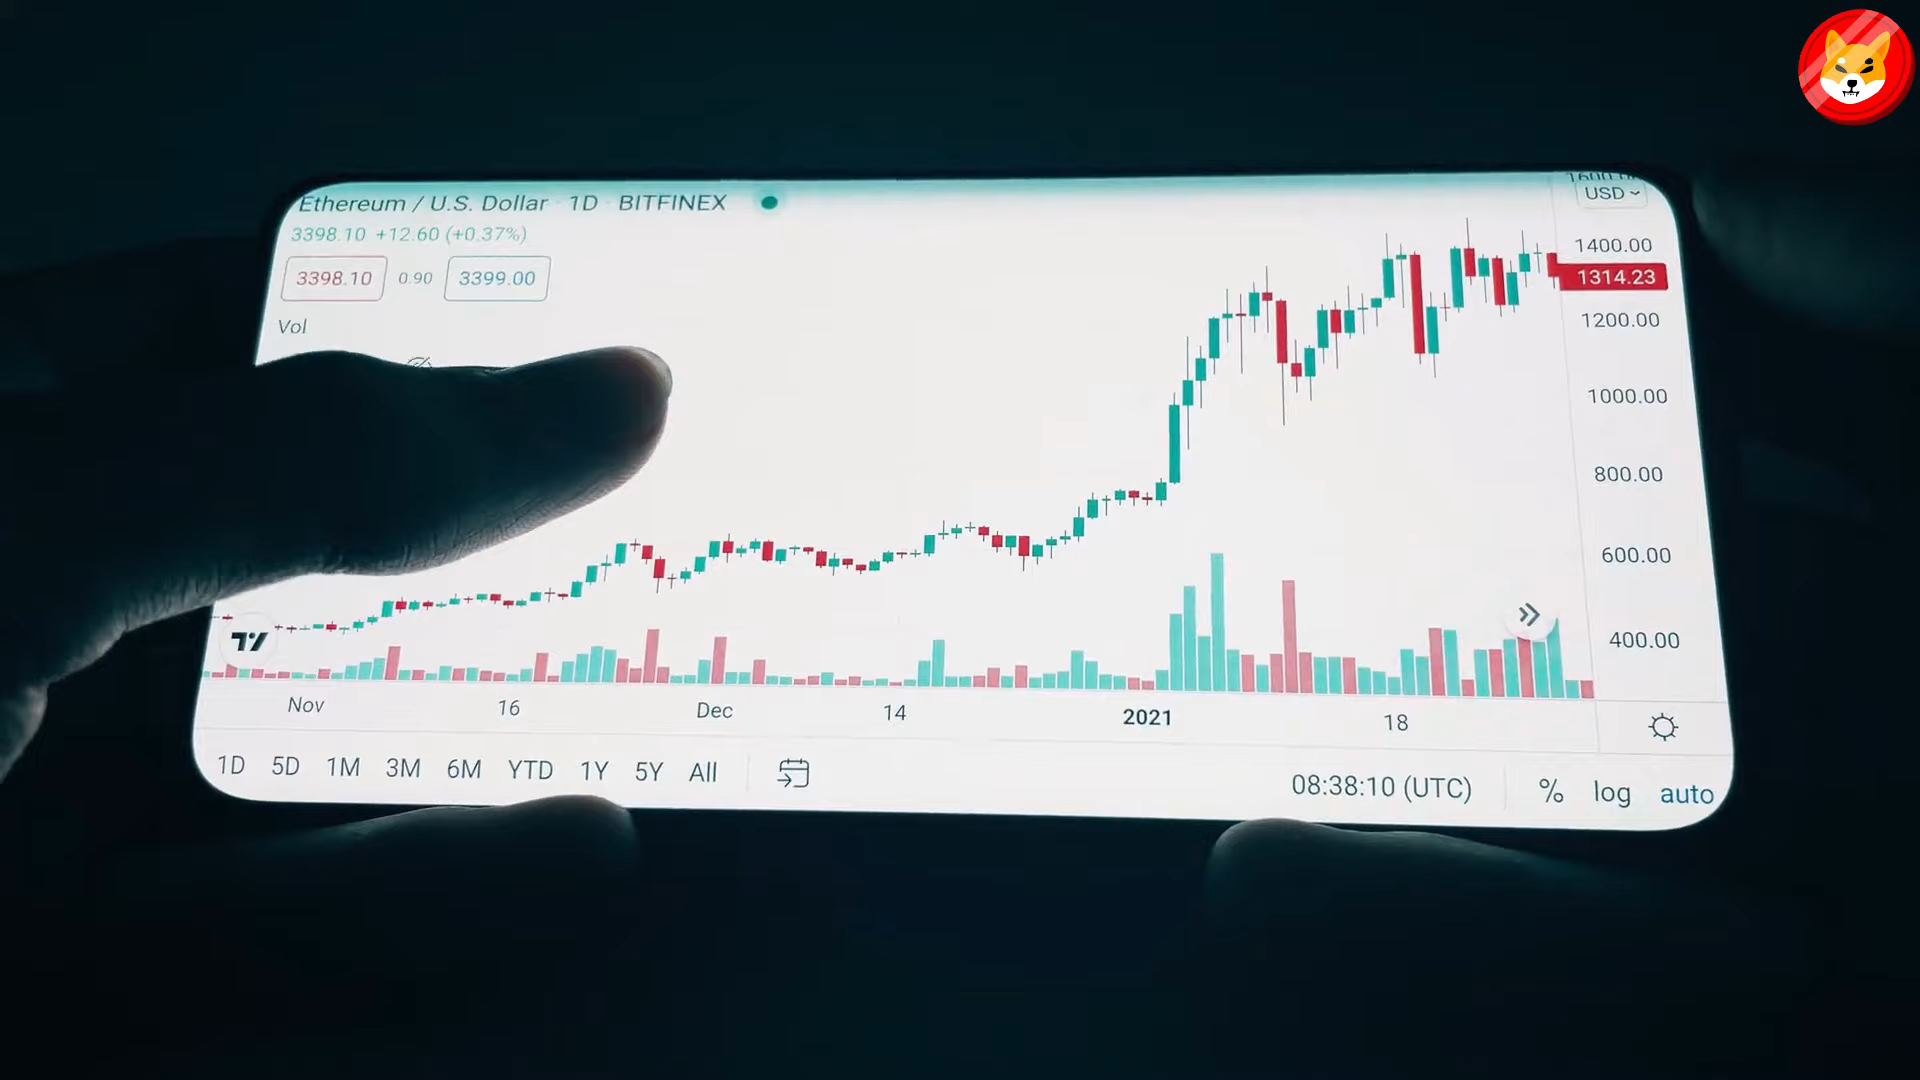 Ethereum / U.S. Dollar · 1D · BITFINEX
USD
3398.10 +12.60 (+0.37%)
3398.10 0.90 3399.00
Vol
1400.00
1314.23
1200.00
1000.00
800.00
600.00
400.00
Nov 16 Dec 14 2021 18
1D 5D 1M 3M 6M YTD 1Y 5Y All
08:38:10 (UTC) % log auto